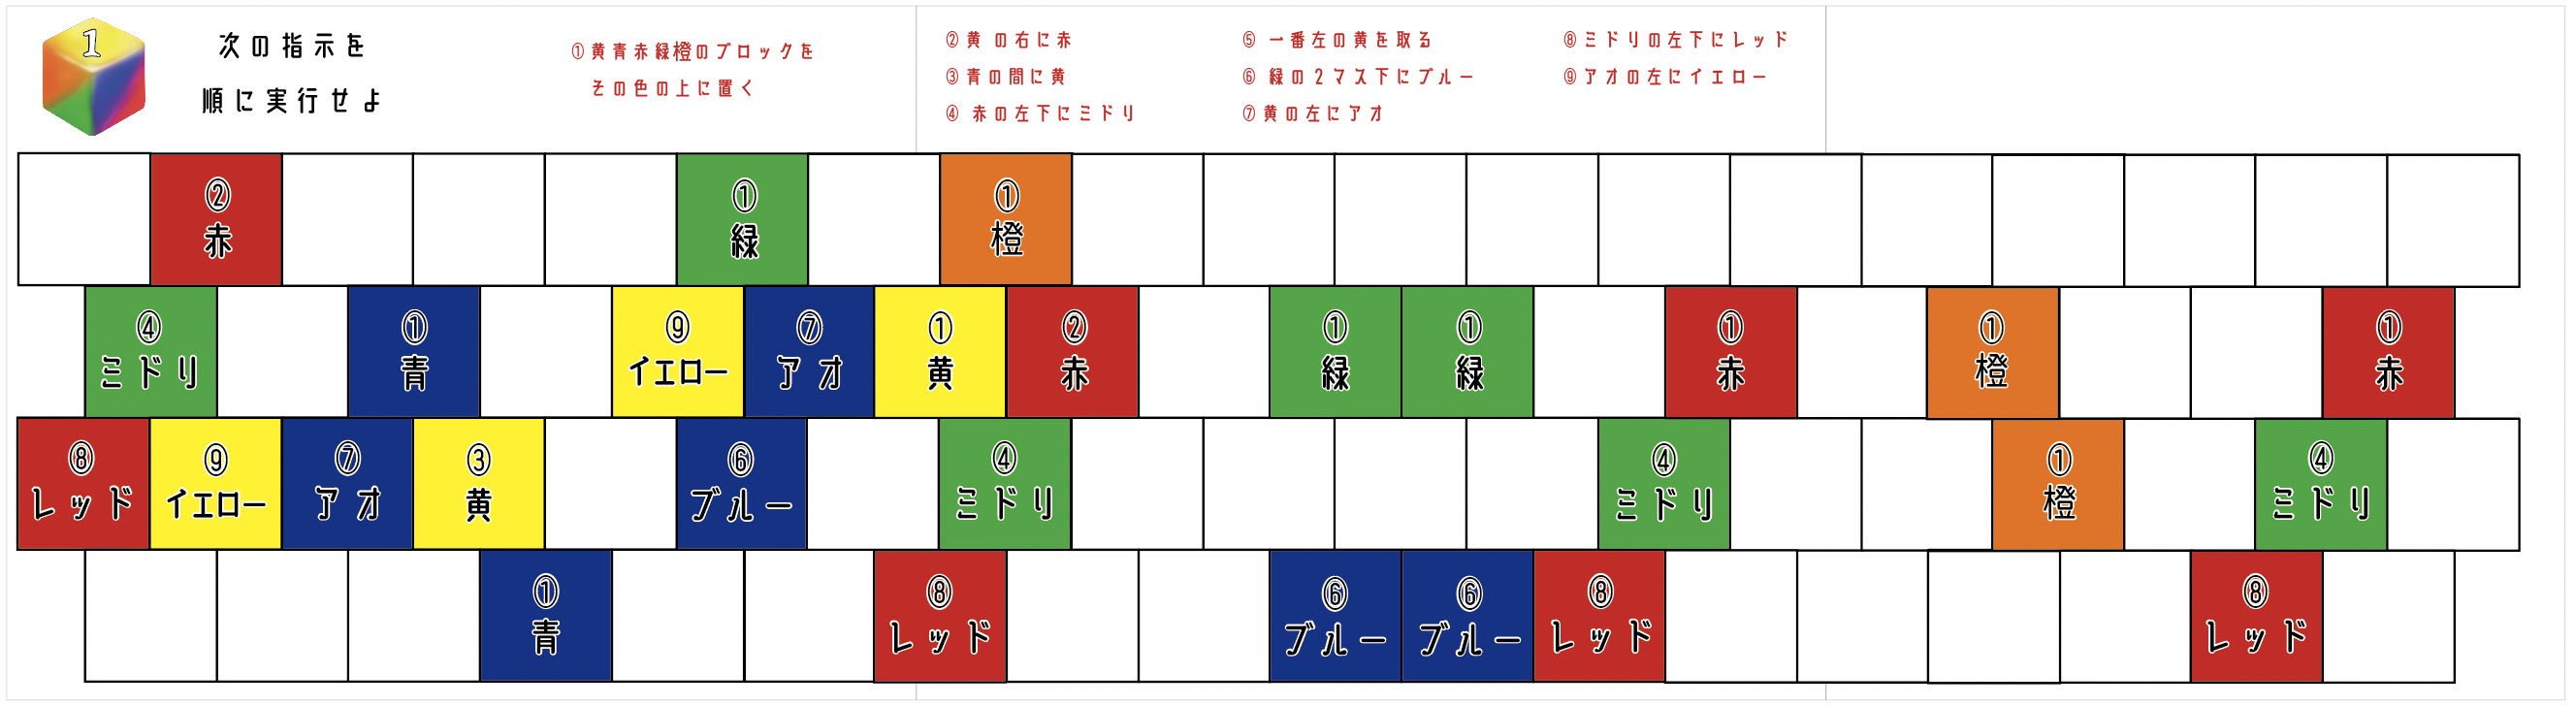 1
次の指示を
順に実行せよ
①黄青赤緑橙のブロックを
その色の上に置く
②黄の右に赤
③青の間に黄
④赤の左下にミドリ
⑤一番左の黄を取る
⑥緑の2マス下にブルー
⑦黄の左にアオ
⑧ミドリの左下にレッド
⑨アオの左にイエロー
② ① ①
赤 緑 橙
④ ① ⑨ ⑦ ① ② ① ① ① ① ①
ミドリ 青 イエロー アオ 黄 赤 緑 緑 赤 橙 赤
⑧ ⑨ ⑦ ③ ⑥ ④ ④ ① ④
レッド イエロー アオ 黄 ブルー ミドリ ミドリ 橙 ミドリ
① ⑧ ⑥ ⑥ ⑧ ⑧
青 レッド ブルー ブルー レッド レッド